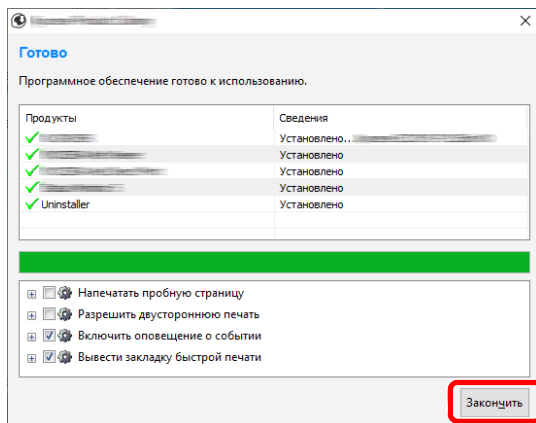 Готово
Программное обеспечение готово к использованию.
Продукты Сведения
Установлено..
Установлено
Установлено
Установлено
Uninstaller Установлено
Напечатать пробную страницу
Разрешить двустороннюю печать
Включить оповещение о событии
Вывести закладку быстрой печати
Закончить